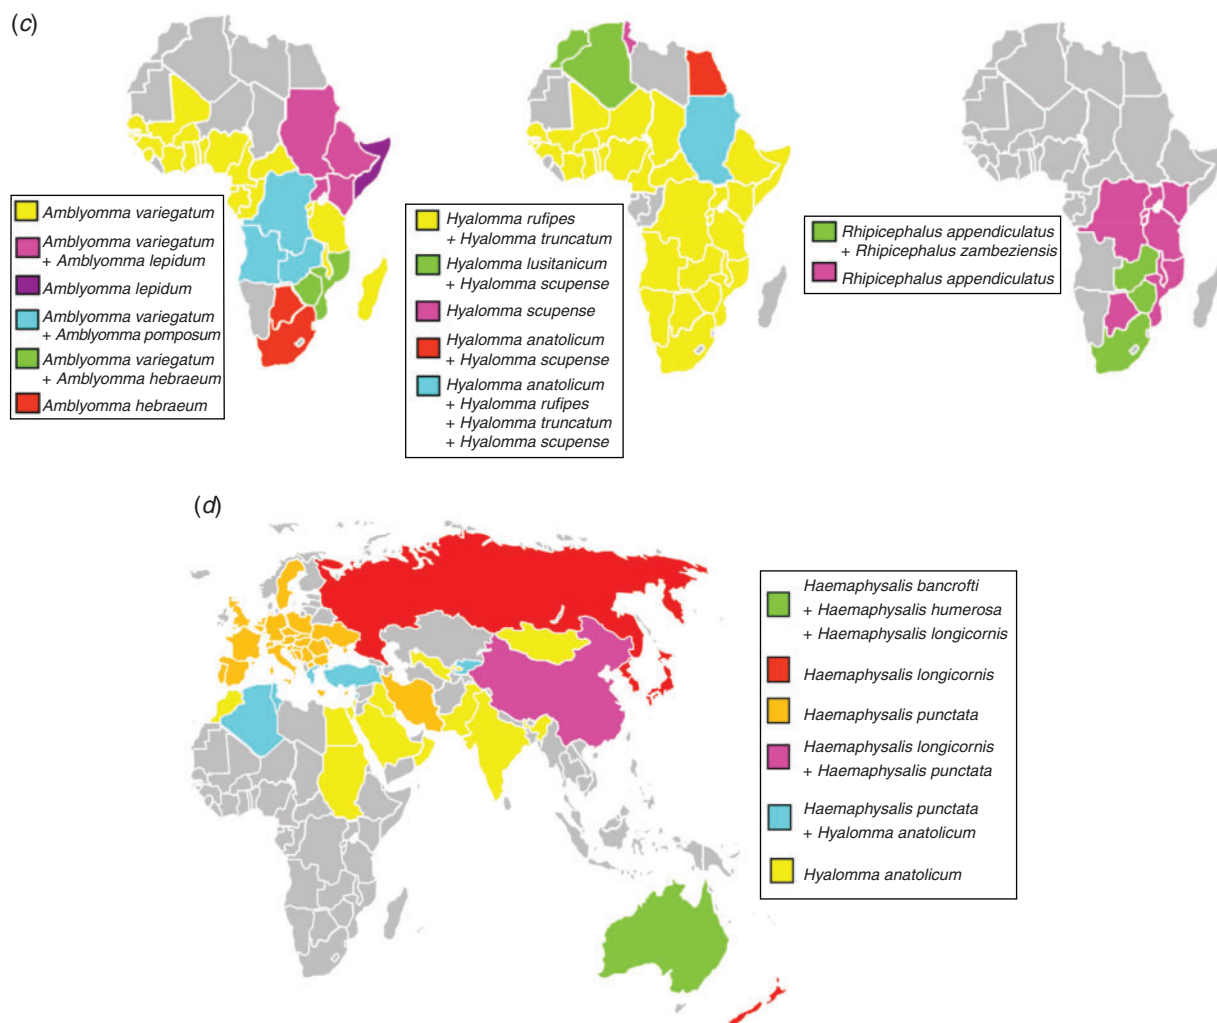 (c)
Amblyomma variegatum
Amblyomma variegatum
+ Amblyomma lepidum
Amblyomma lepidum
Amblyomma variegatum
+ Amblyomma pomposum
Amblyomma variegatum
+ Amblyomma hebraeum
Amblyomma hebraeum
Hyalomma rufipes
+ Hyalomma truncatum
Hyalomma lusitanicum
+ Hyalomma scupense
Hyalomma scupense
Hyalomma anatolicum
+ Hyalomma scupense
Hyalomma anatolicum
+ Hyalomma rufipes
+ Hyalomma truncatum
+ Hyalomma scupense
Rhipicephalus appendiculatus
+ Rhipicephalus zambeziensis
Rhipicephalus appendiculatus
(d)
Haemaphysalis bancrofti
+ Haemaphysalis humerosa
+ Haemaphysalis longicornis
Haemaphysalis longicornis
Haemaphysalis punctata
Haemaphysalis longicornis
+ Haemaphysalis punctata
Haemaphysalis punctata
+ Hyalomma anatolicum
Hyalomma anatolicum